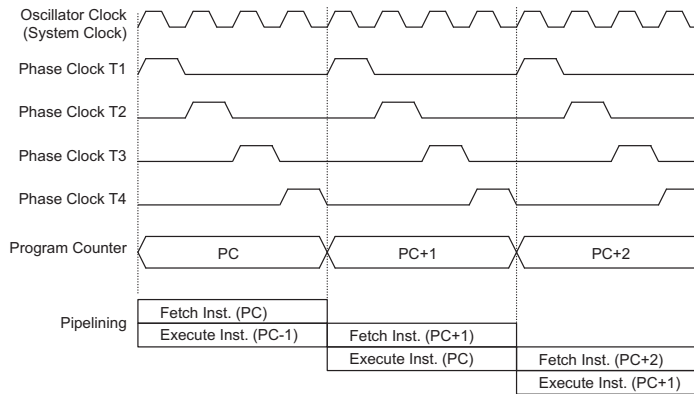 Oscillator Clock
(System Clock)
Phase Clock T1
Phase Clock T2
Phase Clock T3
Phase Clock T4
Program Counter
PC
PC+1
PC+2
Pipelining
Fetch Inst. (PC)
Execute Inst. (PC-1)
Fetch Inst. (PC+1)
Execute Inst. (PC)
Fetch Inst. (PC+2)
Execute Inst. (PC+1)